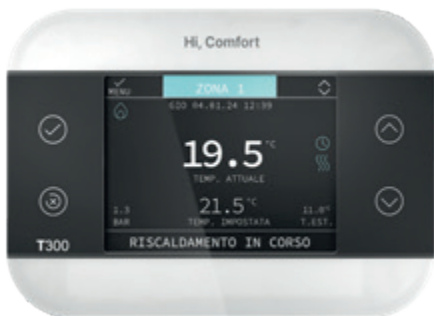 Hi, Comfort
MENU ZONA 1
GIO 04.01.24 12:39
19.5°C
TEMP. ATTUALE
21.5°C
1.3 BAR TEMP. IMPOSTATA 11.0° T.EST.
RISCALDAMENTO IN CORSO
T300